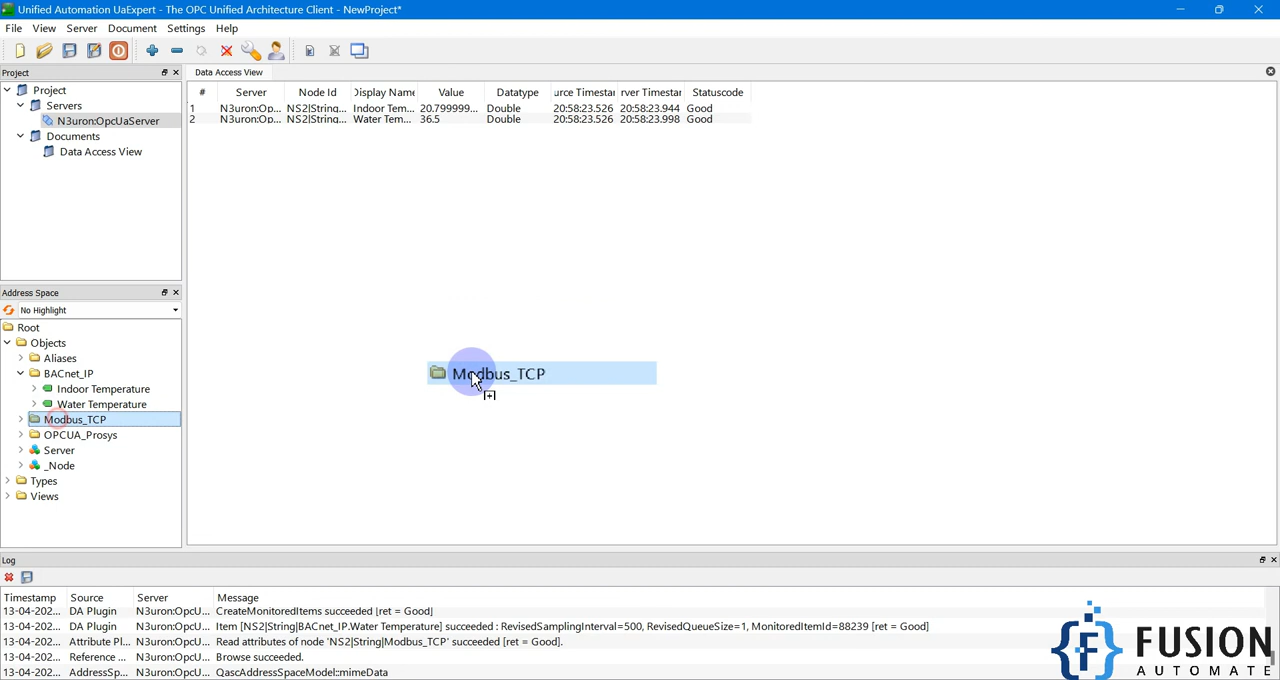 Unified Automation UaExpert - The OPC Unified Architecture Client - NewProject*
File View Server Document Settings Help
Project
Project
Servers
N3uron:OpcUaServer
Documents
Data Access View
Address Space
No Highlight
Root
Objects
Aliases
BACnet_IP
Indoor Temperature
Water Temperature
Modbus_TCP
OPCUA_Prosys
Server
_Node
Types
Views
Data Access View
# Server Node Id Display Name Value Datatype urce Timestar rver Timestar Statuscode
1 N3uron:Op... NS2|String... Indoor Tem... 20.799999... Double 20:58:23.526 20:58:23.944 Good
2 N3uron:Op... NS2|String... Water Tem... 36.5 Double 20:58:23.526 20:58:23.998 Good
Modbus_TCP
Log
Timestamp Source Server Message
13-04-202... DA Plugin N3uron:OpcU... CreateMonitoredItems succeeded [ret = Good]
13-04-202... DA Plugin N3uron:OpcU... Item [NS2|String|BACnet_IP.Water Temperature] succeeded : RevisedSamplingInterval=500, RevisedQueueSize=1, MonitoredItemId=88239 [ret = Good]
13-04-202... Attribute Pl... N3uron:OpcU... Read attributes of node 'NS2|String|Modbus_TCP' succeeded [ret = Good].
13-04-202... Reference ... N3uron:OpcU... Browse succeeded.
13-04-202... AddressSp... N3uron:OpcU... QascAddressSpaceModel::mimeData
FUSION
AUTOMATE